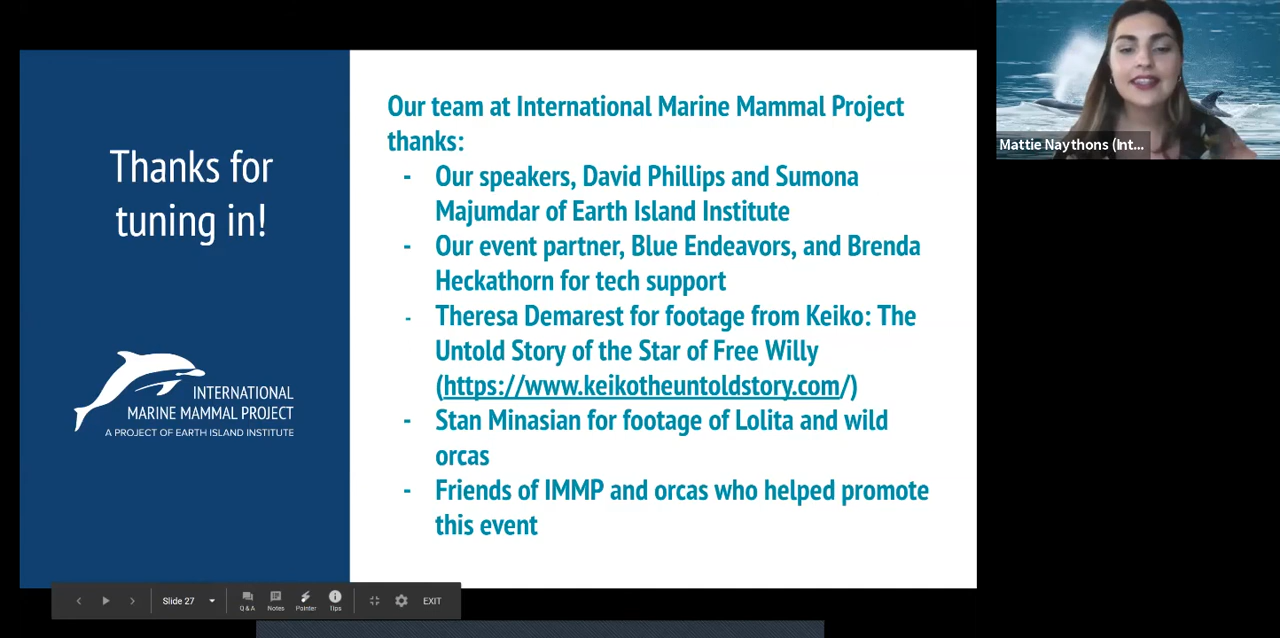 Thanks for
tuning in!
INTERNATIONAL
MARINE MAMMAL PROJECT
A PROJECT OF EARTH ISLAND INSTITUTE
Our team at International Marine Mammal Project
thanks:
- Our speakers, David Phillips and Sumona
Majumdar of Earth Island Institute
- Our event partner, Blue Endeavors, and Brenda
Heckathorn for tech support
- Theresa Demarest for footage from Keiko: The
Untold Story of the Star of Free Willy
(https://www.keikotheuntoldstory.com/)
- Stan Minasian for footage of Lolita and wild
orcas
- Friends of IMMP and orcas who helped promote
this event
Mattie Naythons (Int...
Slide 27
Q & A
Notes
Pointer
Tips
EXIT